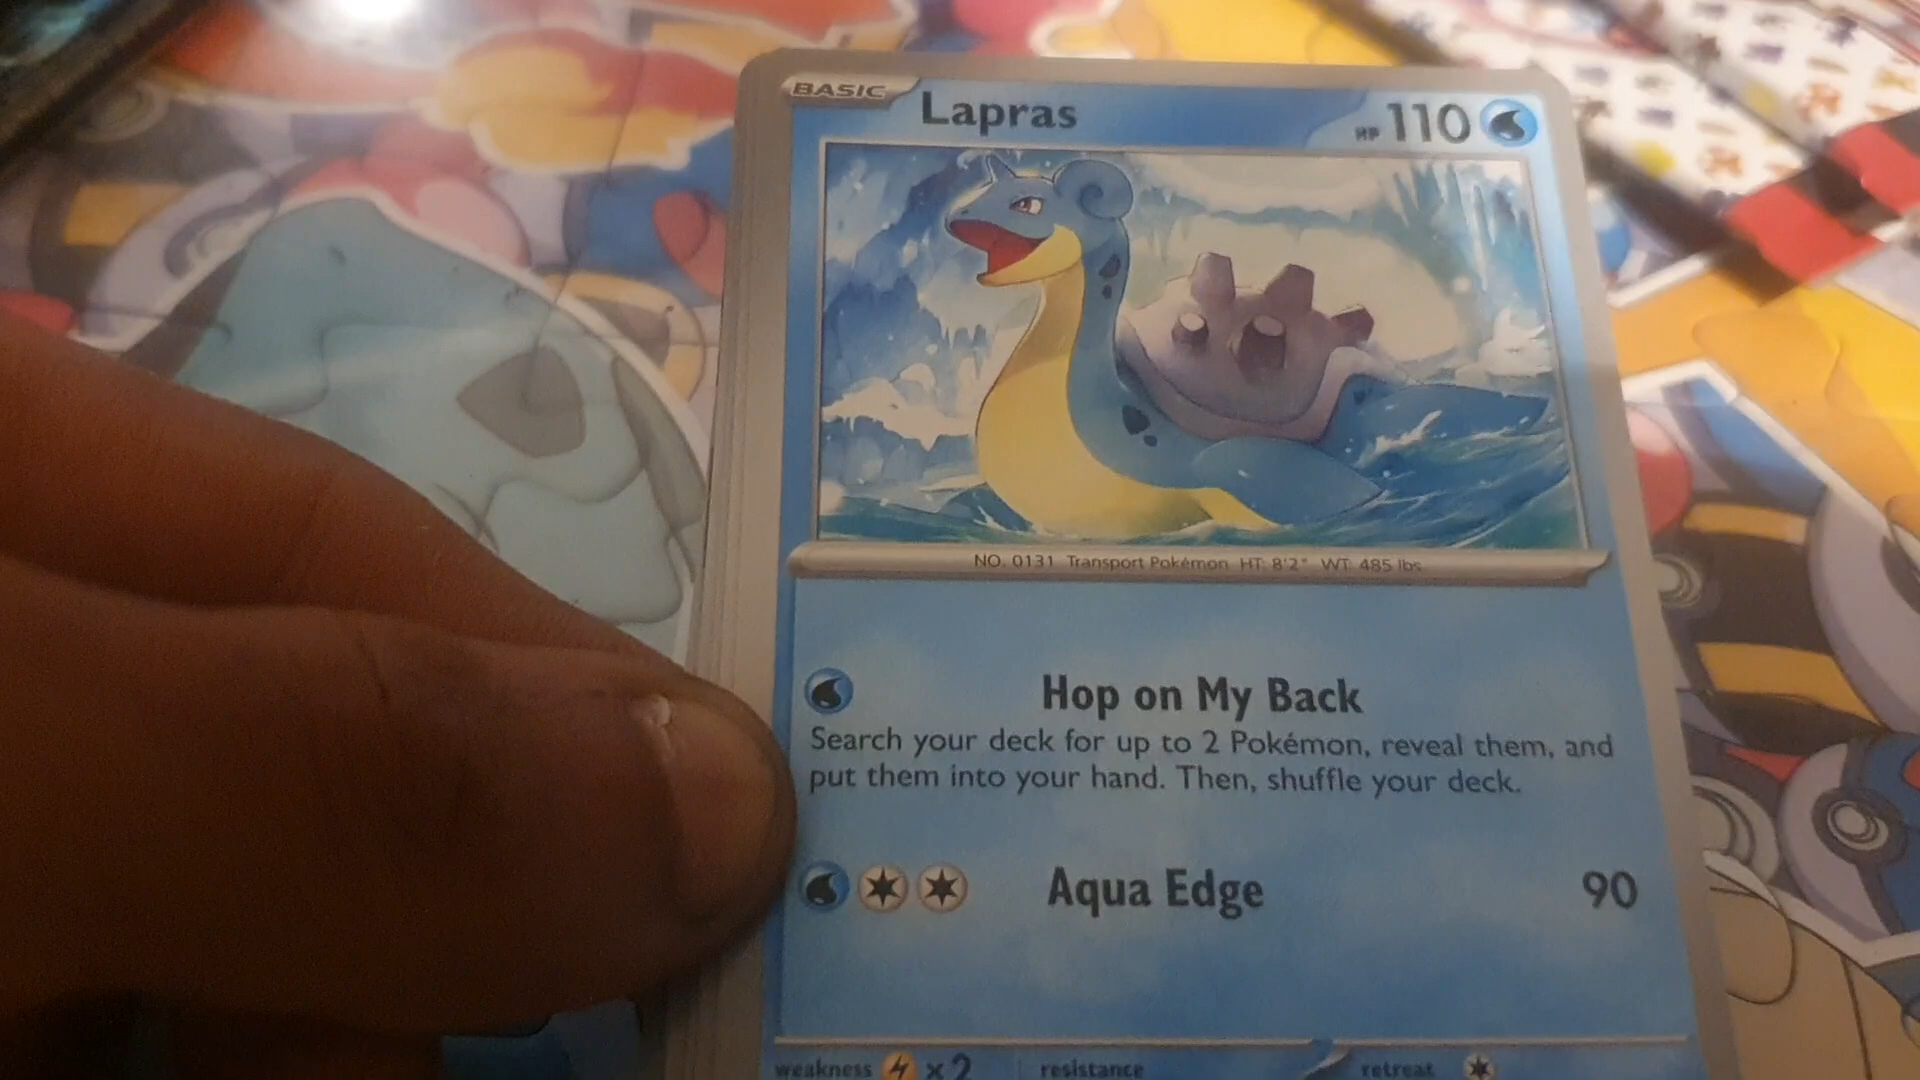 BASIC Lapras HP 110
NO. 0131 Transport Pokémon HT: 8'2" WT: 485 lbs
Hop on My Back
Search your deck for up to 2 Pokémon, reveal them, and
put them into your hand. Then, shuffle your deck.
Aqua Edge 90
weakness x2 resistance retreat